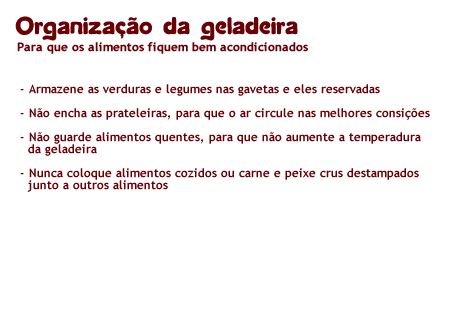 Organização da geladeira
Para que os alimentos fiquem bem acondicionados
- Armazene as verduras e legumes nas gavetas e eles reservadas
- Não encha as prateleiras, para que o ar circule nas melhores consições
- Não guarde alimentos quentes, para que não aumente a temperadura
da geladeira
- Nunca coloque alimentos cozidos ou carne e peixe crus destampados
junto a outros alimentos